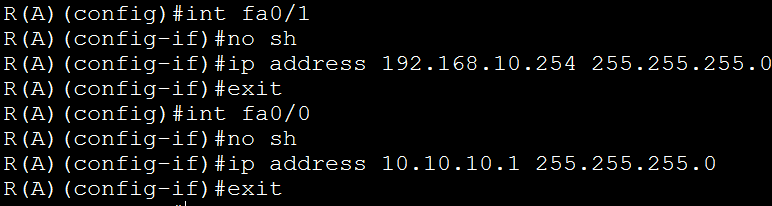 R(A)(config)#int fa0/1
R(A)(config-if)#no sh
R(A)(config-if)#ip address 192.168.10.254 255.255.255.0
R(A)(config-if)#exit
R(A)(config)#int fa0/0
R(A)(config-if)#no sh
R(A)(config-if)#ip address 10.10.10.1 255.255.255.0
R(A)(config-if)#exit